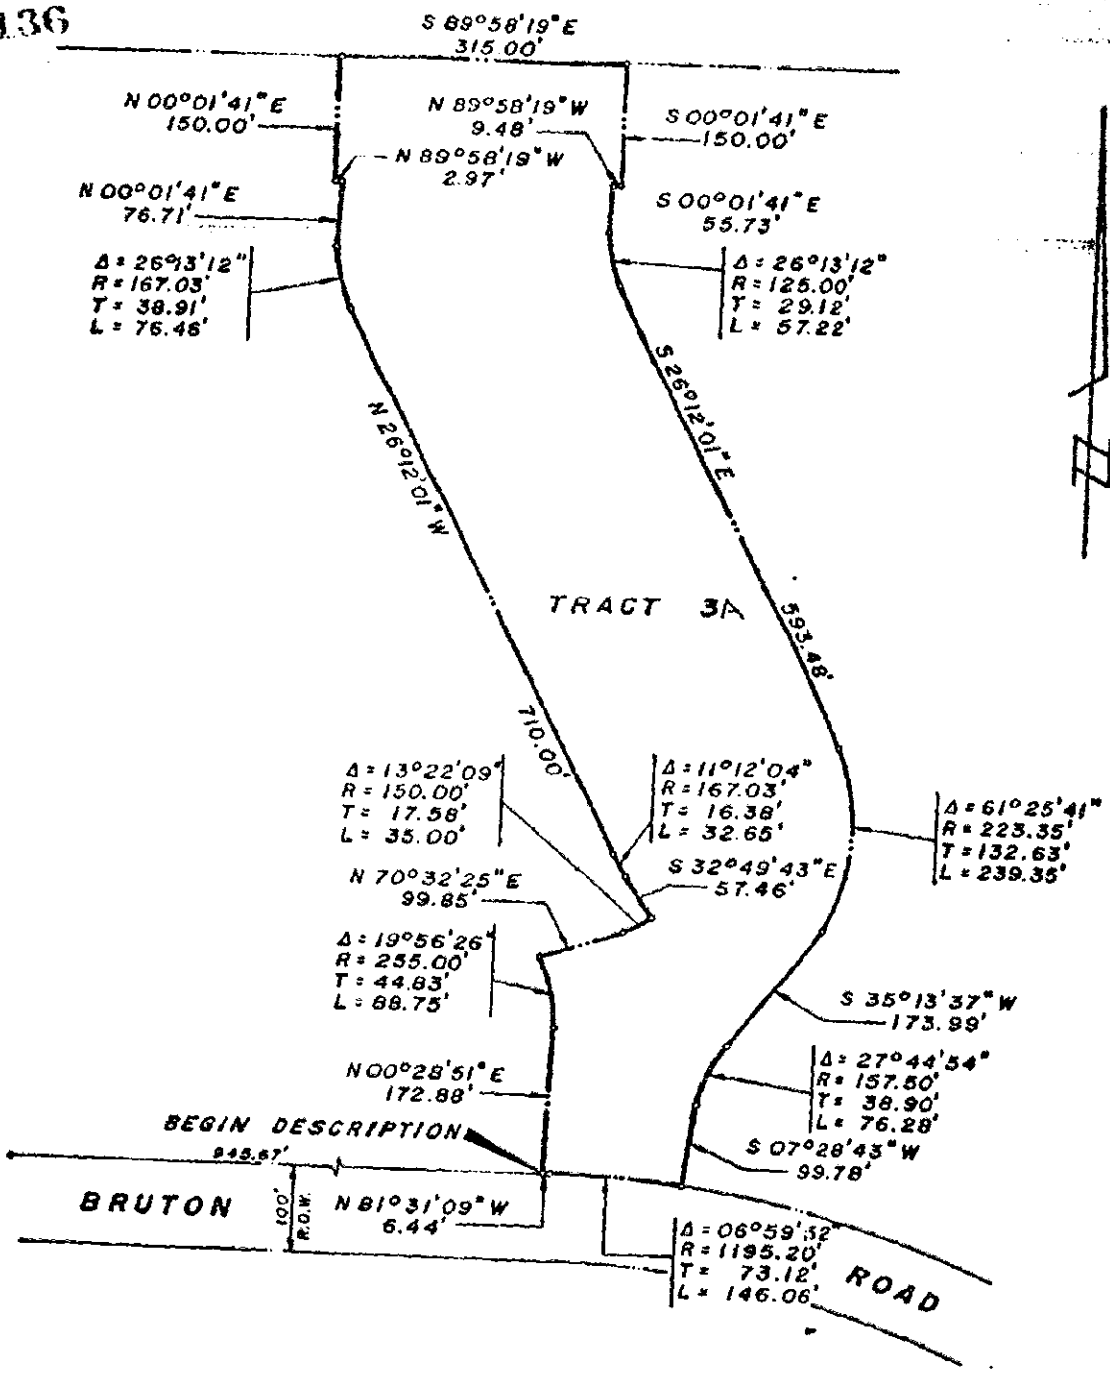 136
S 89°58'19" E
315.00'
N 00°01'41" E
150.00'
N 89°58'19" W
9.48'
S 00°01'41" E
150.00'
N 89°58'19" W
2.97'
N 00°01'41" E
76.71'
S 00°01'41" E
55.73'
Δ = 26°13'12"
R = 167.03'
T = 38.91'
L = 76.46'
Δ = 26°13'12"
R = 125.00'
T = 29.12'
L = 57.22'
S 26°12'01" E
593.48'
N 26°12'01" W
710.00'
TRACT 3A
N
Δ = 13°22'09"
R = 150.00'
T = 17.58'
L = 35.00'
Δ = 11°12'04"
R = 167.03'
T = 16.38'
L = 32.65'
Δ = 61°25'41"
R = 223.35'
T = 132.63'
L = 239.35'
S 32°49'43" E
57.46'
N 70°32'25" E
99.85'
Δ = 19°56'26"
R = 255.00'
T = 44.83'
L = 88.75'
S 35°13'37" W
173.99'
Δ = 27°44'54"
R = 157.50'
T = 38.90'
L = 76.28'
N 00°28'51" E
172.88'
S 07°28'43" W
99.78'
BEGIN DESCRIPTION
945.67'
BRUTON ROAD
100'
R.O.W.
N 81°31'09" W
6.44'
Δ = 06°59'52"
R = 1195.20'
T = 73.12'
L = 146.06'